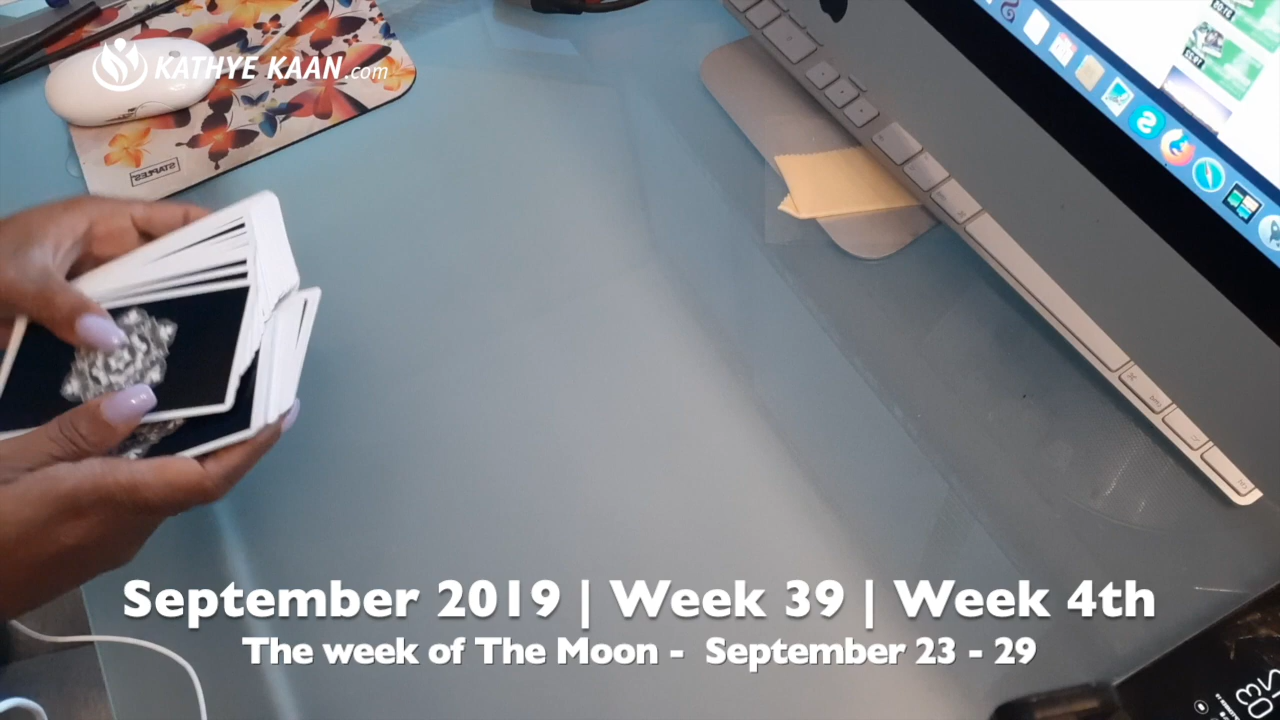 KATHYE KAAN.com
STAPLES
September 2019 | Week 39 | Week 4th
The week of The Moon - September 23 - 29